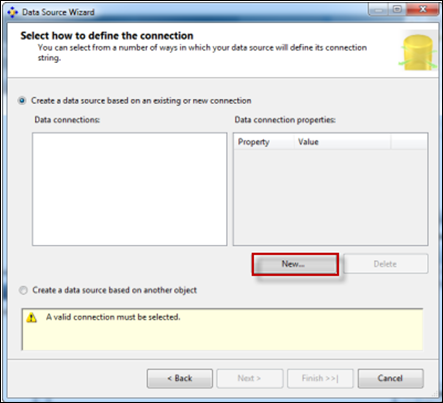 Data Source Wizard
Select how to define the connection
You can select from a number of ways in which your data source will define its connection
string.
Create a data source based on an existing or new connection
Data connections:
Data connection properties:
Property Value
New...
Delete
Create a data source based on another object
A valid connection must be selected.
< Back
Next >
Finish >>|
Cancel